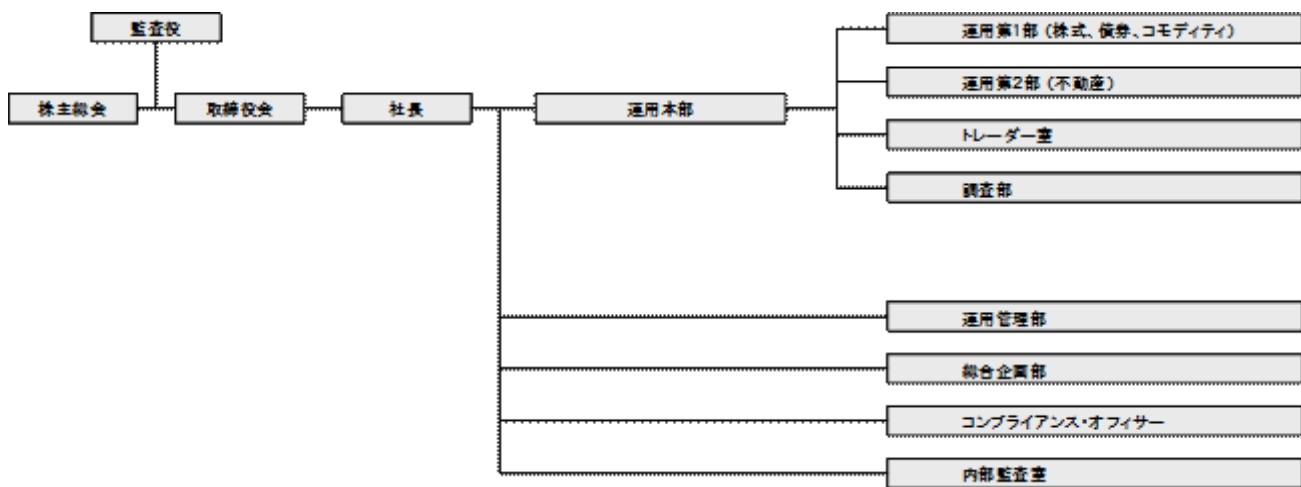 監査役
株主総会
取締役会
社長
運用本部
運用第1部 (株式、債券、コモディティ)
運用第2部 (不動産)
トレーダー室
調査部
運用管理部
総合企画部
コンプライアンス・オフィサー
内部監査室